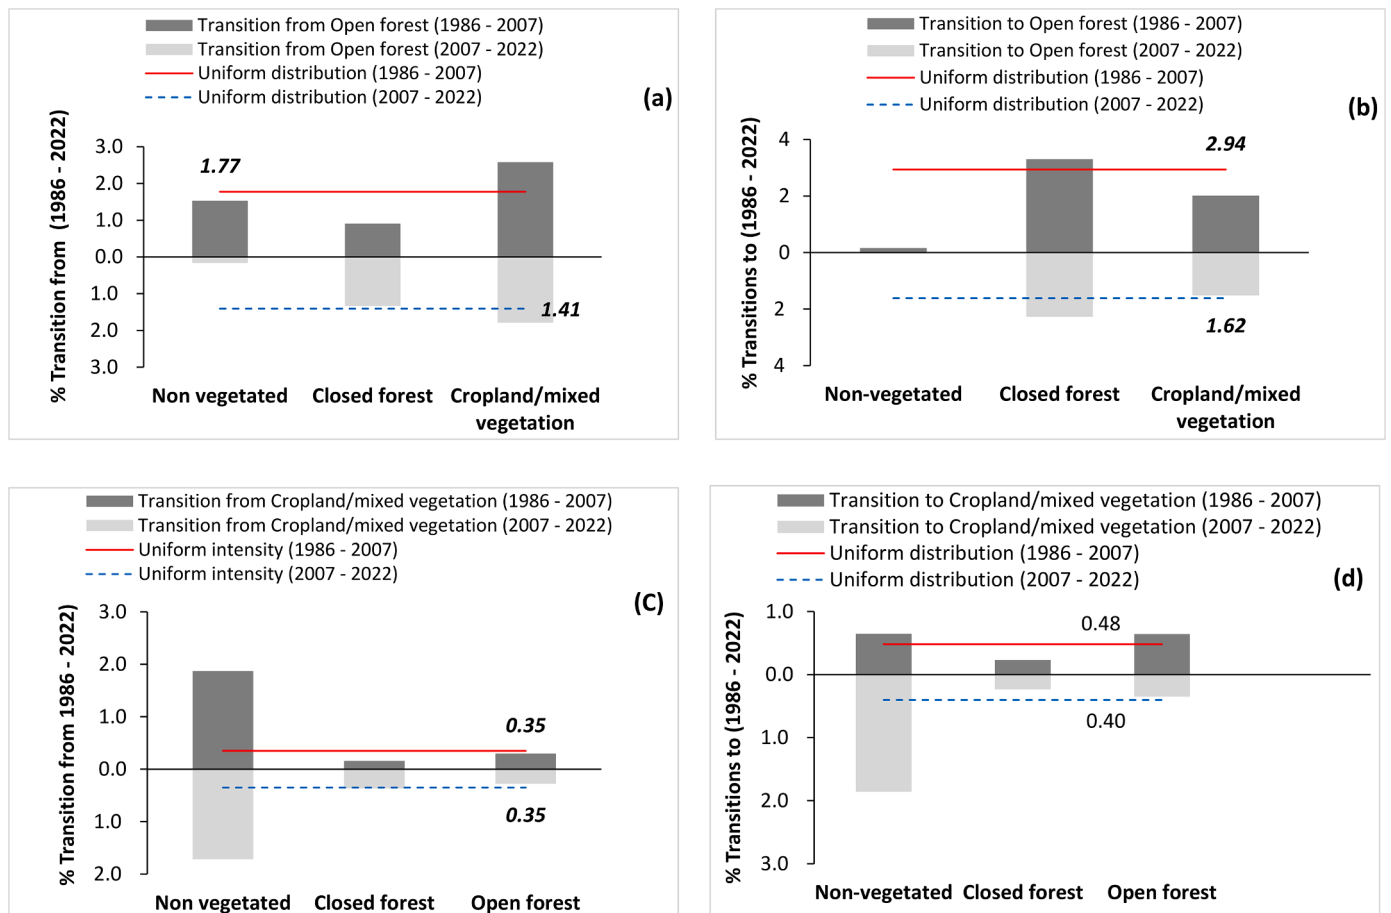 Transition from Open forest (1986 - 2007)
Transition from Open forest (2007 - 2022)
Uniform distribution (1986 - 2007)
Uniform distribution (2007 - 2022)
(a)
% Transition from (1986 - 2022)
3.0
2.0
1.0
0.0
1.0
2.0
3.0
1.77
1.41
Non vegetated
Closed forest
Cropland/mixed
vegetation
Transition to Open forest (1986 - 2007)
Transition to Open forest (2007 - 2022)
Uniform distribution (1986 - 2007)
Uniform distribution (2007 - 2022)
(b)
% Transitions to (1986 - 2022)
4
2
0
2
4
2.94
1.62
Non-vegetated
Closed forest
Cropland/mixed
vegetation
Transition from Cropland/mixed vegetation (1986 - 2007)
Transition from Cropland/mixed vegetation (2007 - 2022)
Uniform intensity (1986 - 2007)
Uniform intensity (2007 - 2022)
(C)
% Transition from 1986 - 2022)
3.0
2.0
1.0
0.0
1.0
2.0
0.35
0.35
Non vegetated
Closed forest
Open forest
Transition to Cropland/mixed vegetation (1986 - 2007)
Transition to Cropland/mixed vegetation (2007 - 2022)
Uniform distribution (1986 - 2007)
Uniform distribution (2007 - 2022)
(d)
% Transitions to (1986 - 2022)
1.0
0.0
1.0
2.0
3.0
0.48
0.40
Non-vegetated
Closed forest
Open forest